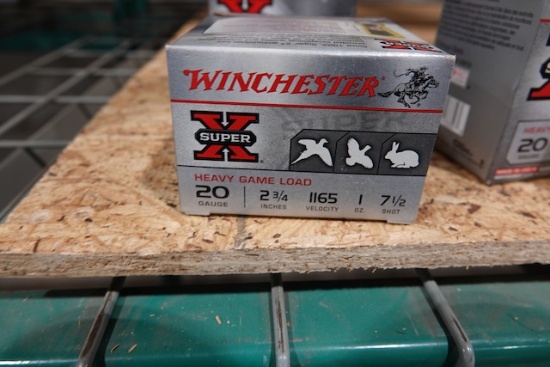 WINCHESTER
SUPER X
HEAVY GAME LOAD
20 2 3/4 1165 1 7 1/2
GAUGE INCHES VELOCITY OZ. SHOT
HEAVY
20